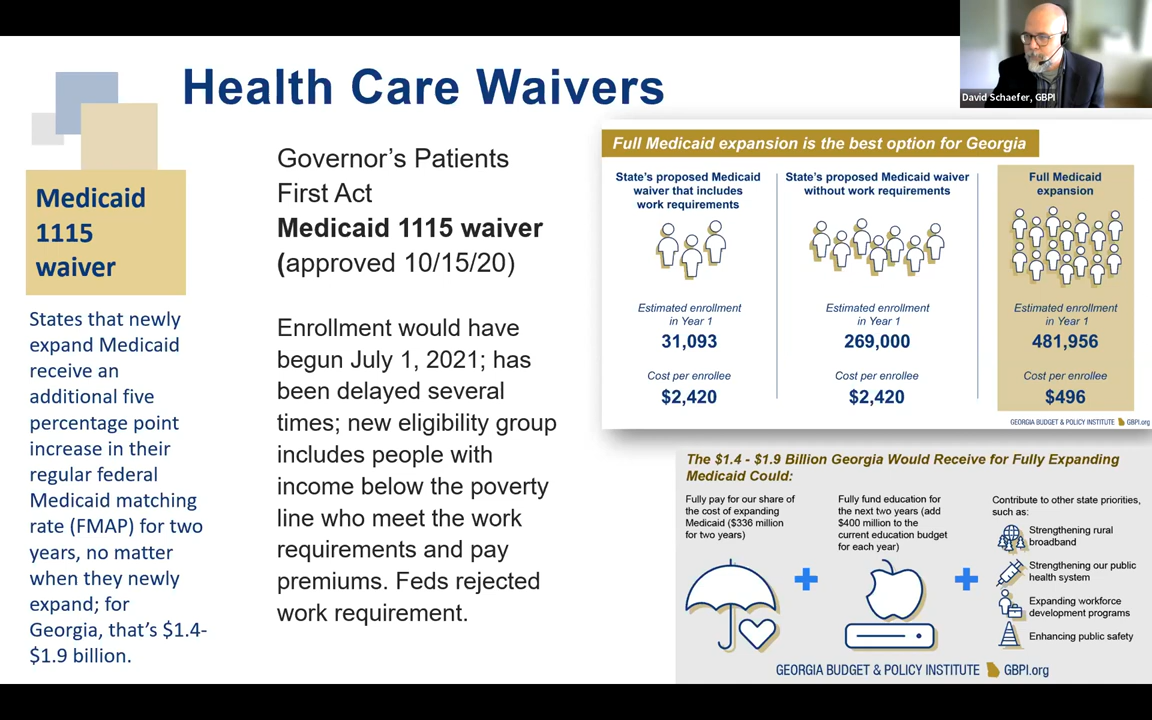 Health Care Waivers
David Schaefer, GBPI
Medicaid
1115
waiver
States that newly
expand Medicaid
receive an
additional five
percentage point
increase in their
regular federal
Medicaid matching
rate (FMAP) for two
years, no matter
when they newly
expand; for
Georgia, that’s $1.4-
$1.9 billion.
Governor’s Patients
First Act
Medicaid 1115 waiver
(approved 10/15/20)
Enrollment would have
begun July 1, 2021; has
been delayed several
times; new eligibility group
includes people with
income below the poverty
line who meet the work
requirements and pay
premiums. Feds rejected
work requirement.
Full Medicaid expansion is the best option for Georgia
State’s proposed Medicaid
waiver that includes
work requirements
Estimated enrollment
in Year 1
31,093
Cost per enrollee
$2,420
State’s proposed Medicaid waiver
without work requirements
Estimated enrollment
in Year 1
269,000
Cost per enrollee
$2,420
Full Medicaid
expansion
Estimated enrollment
in Year 1
481,956
Cost per enrollee
$496
GEORGIA BUDGET & POLICY INSTITUTE GBPI.org
The $1.4 - $1.9 Billion Georgia Would Receive for Fully Expanding
Medicaid Could:
Fully pay for our share of
the cost of expanding
Medicaid ($336 million
for two years)
Fully fund education for
the next two years (add
$400 million to the
current education budget
for each year)
Contribute to other state priorities,
such as:
Strengthening rural
broadband
Strengthening our public
health system
Expanding workforce
development programs
Enhancing public safety
GEORGIA BUDGET & POLICY INSTITUTE GBPI.org